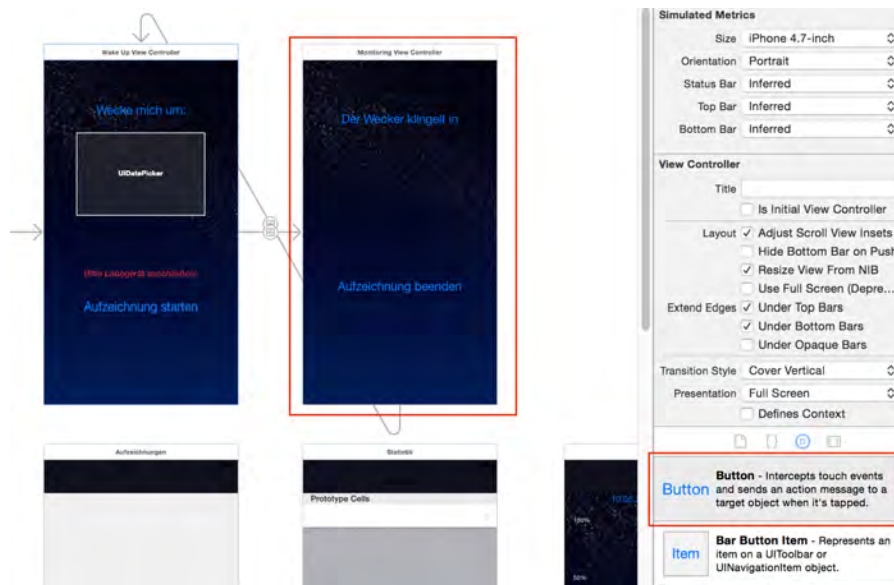 Wake Up View Controller
Wecke mich um:
UIDatePicker
Aufzeichnung starten
Monitoring View Controller
Der Wecker klingelt in
Aufzeichnung beenden
Aufzeichnungen
Statistik
Prototype Cells
100%
50%
Simulated Metrics
Size iPhone 4.7-inch
Orientation Portrait
Status Bar Inferred
Top Bar Inferred
Bottom Bar Inferred
View Controller
Title
Is Initial View Controller
Layout Adjust Scroll View Insets
Hide Bottom Bar on Push
Resize View From NIB
Use Full Screen (Depre...
Extend Edges Under Top Bars
Under Bottom Bars
Under Opaque Bars
Transition Style Cover Vertical
Presentation Full Screen
Defines Context
Button
Button - Intercepts touch events
and sends an action message to a
target object when it's tapped.
Item
Bar Button Item - Represents an
item on a UIToolbar or
UINavigationItem object.